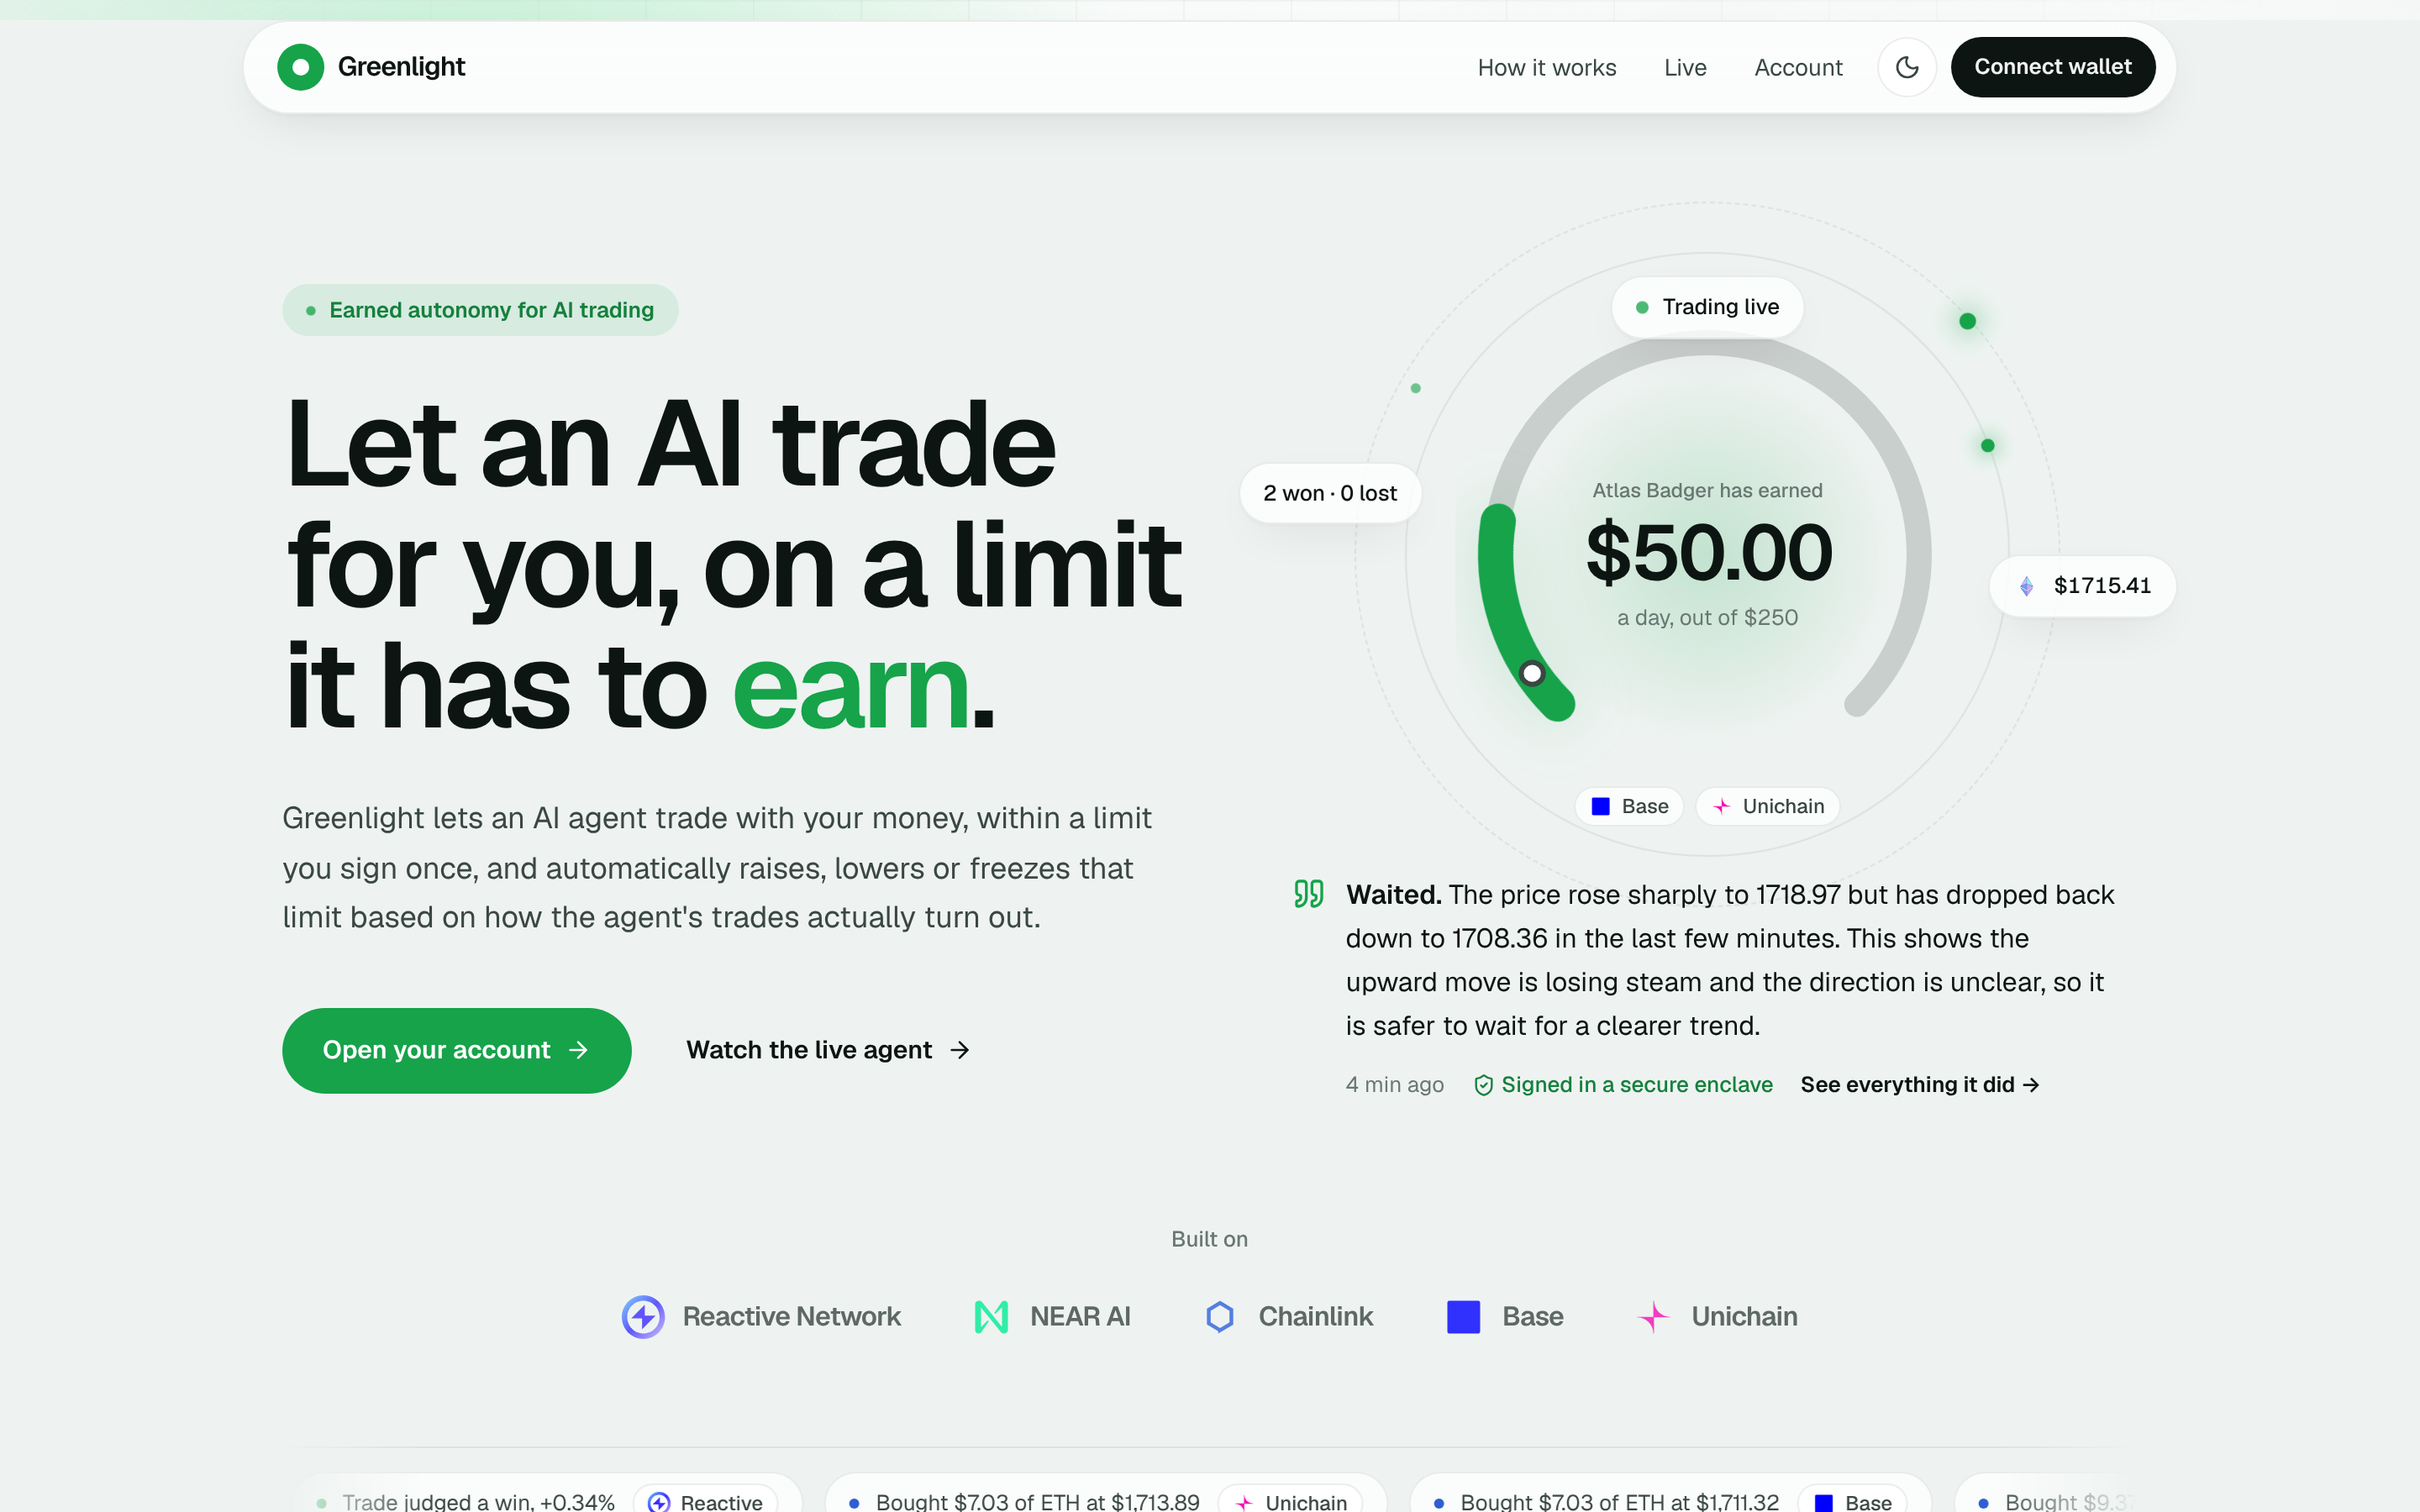 Greenlight
How it works
Live
Account
Connect wallet
Earned autonomy for AI trading
Let an AI trade
for you, on a limit
it has to earn.
Greenlight lets an AI agent trade with your money, within a limit
you sign once, and automatically raises, lowers or freezes that
limit based on how the agent's trades actually turn out.
Open your account →
Watch the live agent →
Trading live
2 won · 0 lost
Atlas Badger has earned
$50.00
a day, out of $250
$1715.41
Base
Unichain
Waited. The price rose sharply to 1718.97 but has dropped back
down to 1708.36 in the last few minutes. This shows the
upward move is losing steam and the direction is unclear, so it
is safer to wait for a clearer trend.
4 min ago
Signed in a secure enclave
See everything it did →
Built on
Reactive Network
NEAR AI
Chainlink
Base
Unichain
Trade judged a win, +0.34%
Reactive
Bought $7.03 of ETH at $1,713.89
Unichain
Bought $7.03 of ETH at $1,711.32
Base
Bought